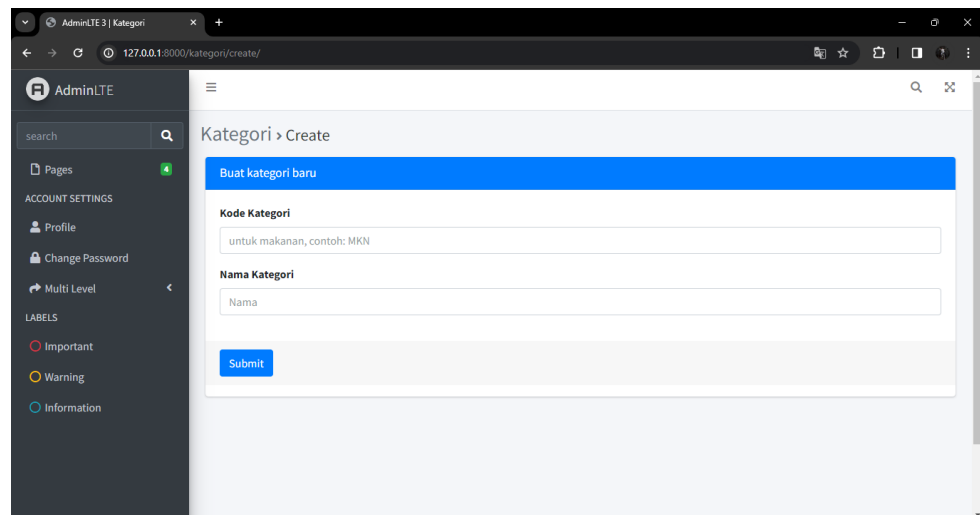 AdminLTE 3 | Kategori
127.0.0.1:8000/kategori/create/
AdminLTE
search
Pages
4
ACCOUNT SETTINGS
Profile
Change Password
Multi Level
LABELS
Important
Warning
Information
Kategori > Create
Buat kategori baru
Kode Kategori
untuk makanan, contoh: MKN
Nama Kategori
Nama
Submit